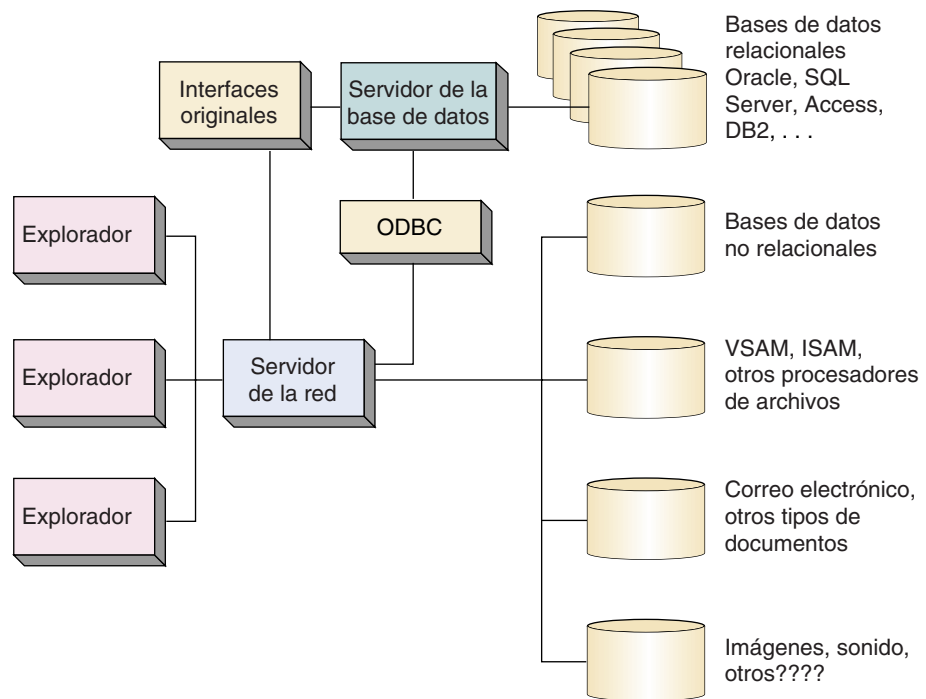 Bases de datos
relacionales
Oracle, SQL
Server, Access,
DB2, . . .
Interfaces
originales
Servidor de la
base de datos
Explorador
ODBC
Bases de datos
no relacionales
Explorador
Servidor
de la red
VSAM, ISAM,
otros procesadores
de archivos
Explorador
Correo electrónico,
otros tipos de
documentos
Imágenes, sonido,
otros????